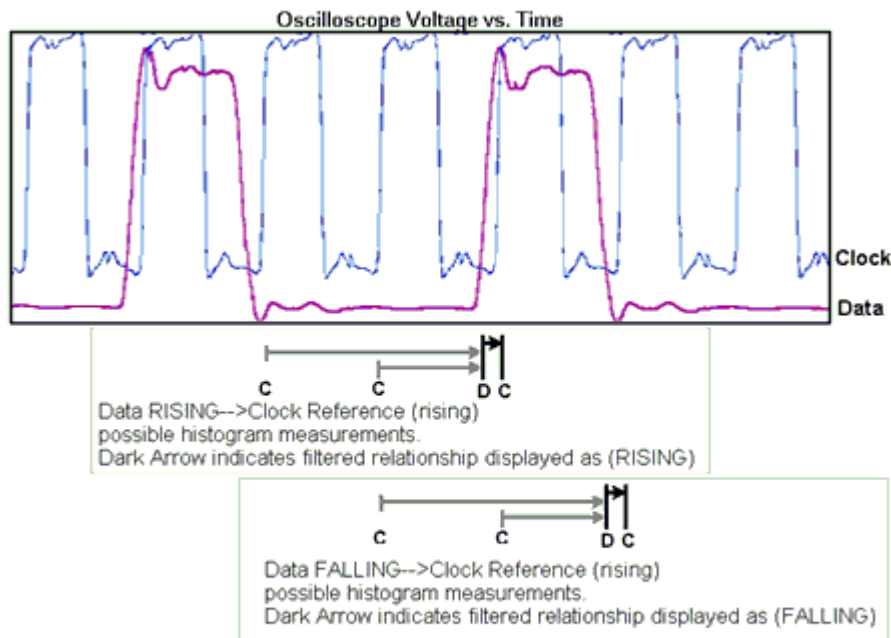 Oscilloscope Voltage vs. Time
Clock
Data
C C D C
Data RISING-->Clock Reference (rising)
possible histogram measurements.
Dark Arrow indicates filtered relationship displayed as (RISING)
C C D C
Data FALLING-->Clock Reference (rising)
possible histogram measurements.
Dark Arrow indicates filtered relationship displayed as (FALLING)